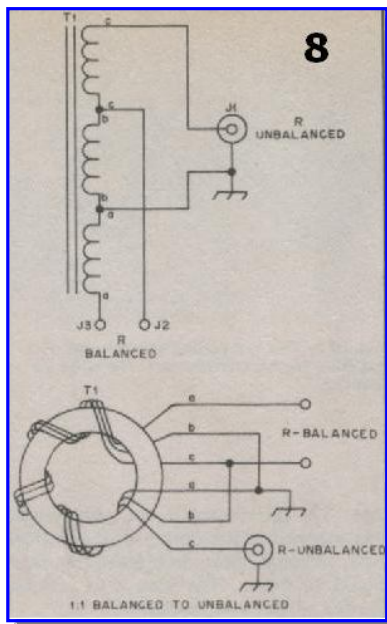 8
T1
c
c
b
J1
R
UNBALANCED
b
a
a
J3 J2
R
BALANCED
T1
a
b
R-BALANCED
c
a
b
c
R-UNBALANCED
1:1 BALANCED TO UNBALANCED